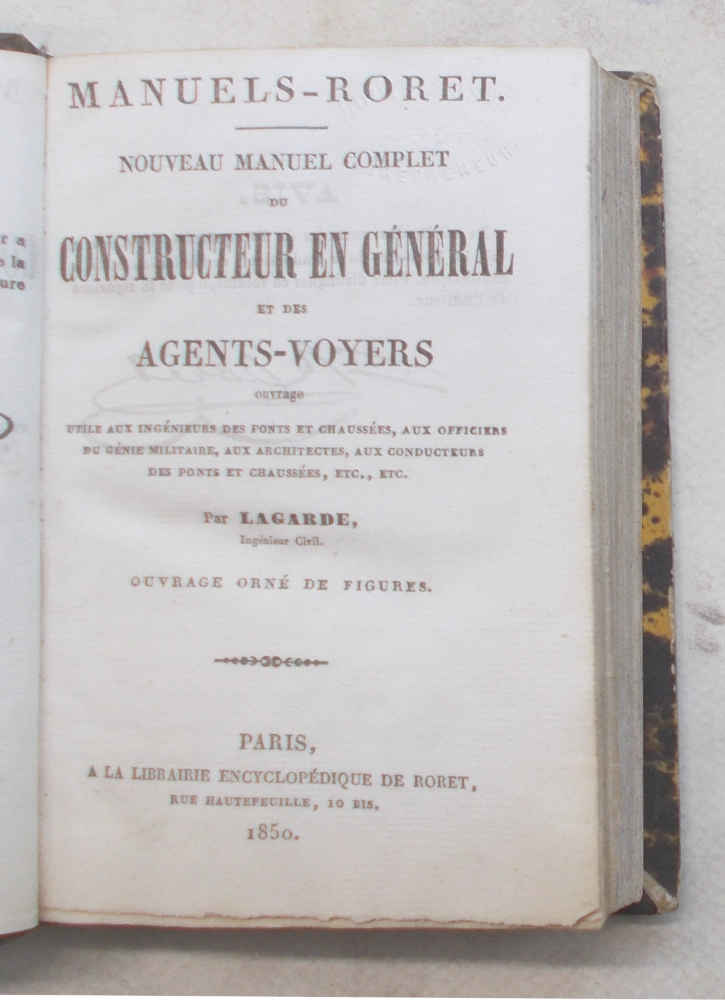 MANUELS-RORET.
NOUVEAU MANUEL COMPLET
DU
CONSTRUCTEUR EN GÉNÉRAL
ET DES
AGENTS-VOYERS
ouvrage
UTILE AUX INGÉNIEURS DES PONTS ET CHAUSSÉES, AUX OFFICIERS
DU GÉNIE MILITAIRE, AUX ARCHITECTES, AUX CONDUCTEURS
DES PONTS ET CHAUSSÉES, ETC., ETC.
Par LAGARDE,
Ingénieur Civil.
OUVRAGE ORNÉ DE FIGURES.
PARIS,
A LA LIBRAIRIE ENCYCLOPÉDIQUE DE RORET,
RUE HAUTEFEUILLE, 10 BIS.
1850.